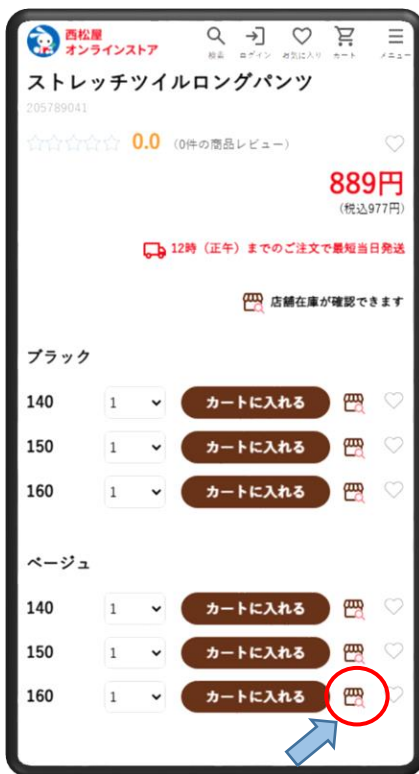 西松屋
オンラインストア
検索 ログイン お気に入り カート メニュー
ストレッチツイルロングパンツ
205789041
0.0 （0件の商品レビュー）
889円
(税込977円)
12時（正午）までのご注文で最短当日発送
店舗在庫が確認できます
ブラック
140 1 カートに入れる
150 1 カートに入れる
160 1 カートに入れる
ベージュ
140 1 カートに入れる
150 1 カートに入れる
160 1 カートに入れる